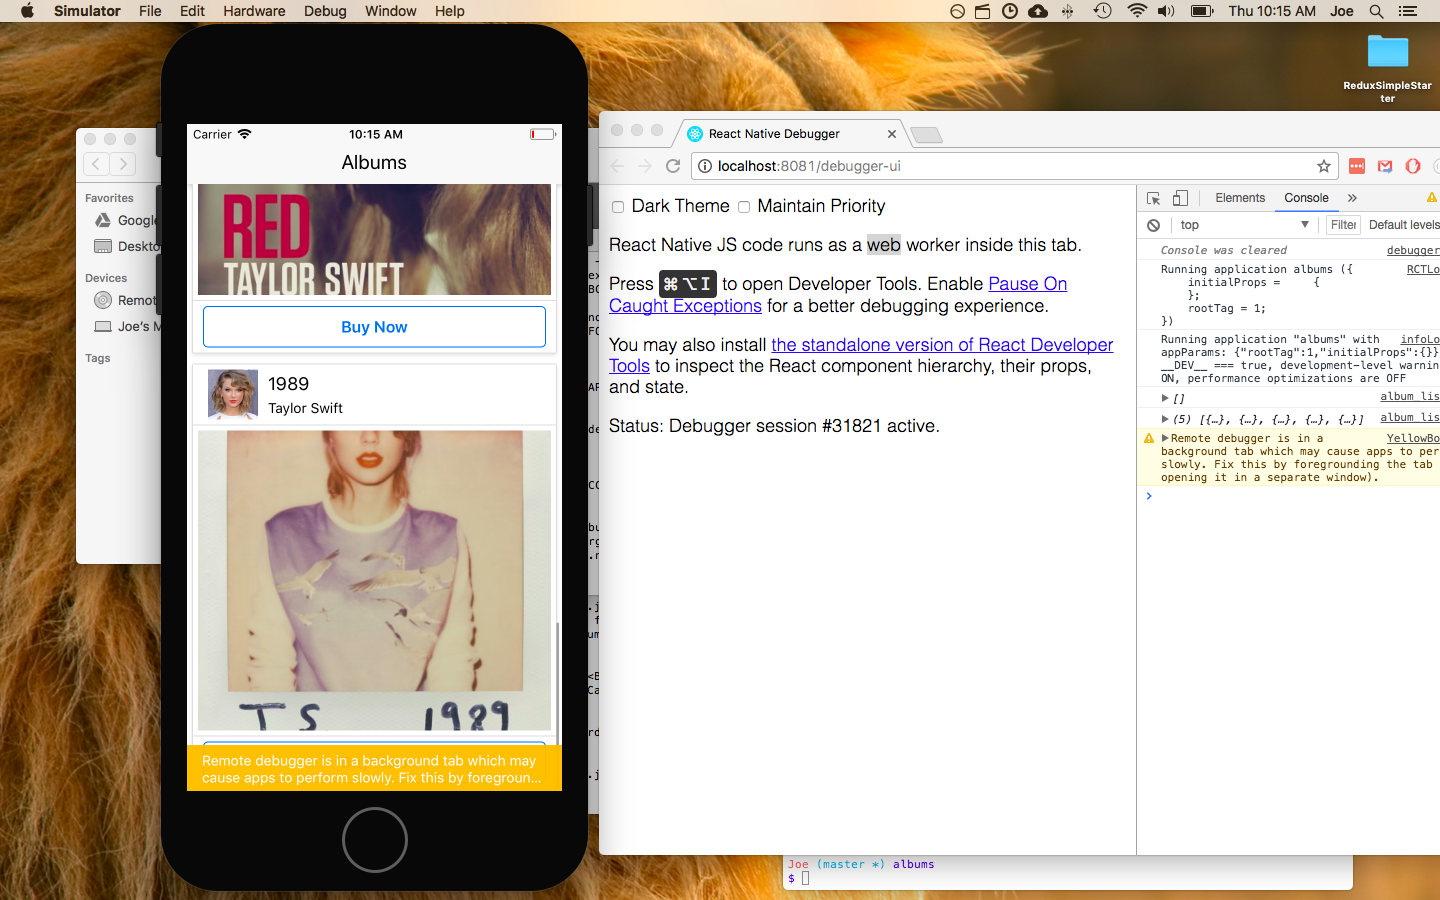 Simulator File Edit Hardware Debug Window Help Thu 10:15 AM Joe
ReduxSimpleStar
ter
Favorites
Google
Deskto
Devices
Remot
Joe's M
Tags
Carrier 10:15 AM
Albums
RED
TAYLOR SWIFT
Buy Now
1989
Taylor Swift
T S 1989
Remote debugger is in a background tab which may
cause apps to perform slowly. Fix this by foregroun...
React Native Debugger
localhost:8081/debugger-ui
Dark Theme Maintain Priority
React Native JS code runs as a web worker inside this tab.
Press ⌘⌥I to open Developer Tools. Enable Pause On
Caught Exceptions for a better debugging experience.
You may also install the standalone version of React Developer
Tools to inspect the React component hierarchy, their props,
and state.
Status: Debugger session #31821 active.
Elements Console »
top Filter Default levels
Console was cleared debugger
Running application albums ({ RCTLo
initialProps = {
};
rootTag = 1;
})
Running application "albums" with infoLo
appParams: {"rootTag":1,"initialProps":{}}
__DEV__ === true, development-level warnin
ON, performance optimizations are OFF
[] album_lis
(5) [{…}, {…}, {…}, {…}, {…}] album_lis
Remote debugger is in a YellowBo
background tab which may cause apps to per
slowly. Fix this by foregrounding the tab
opening it in a separate window).
Joe (master *) albums
$